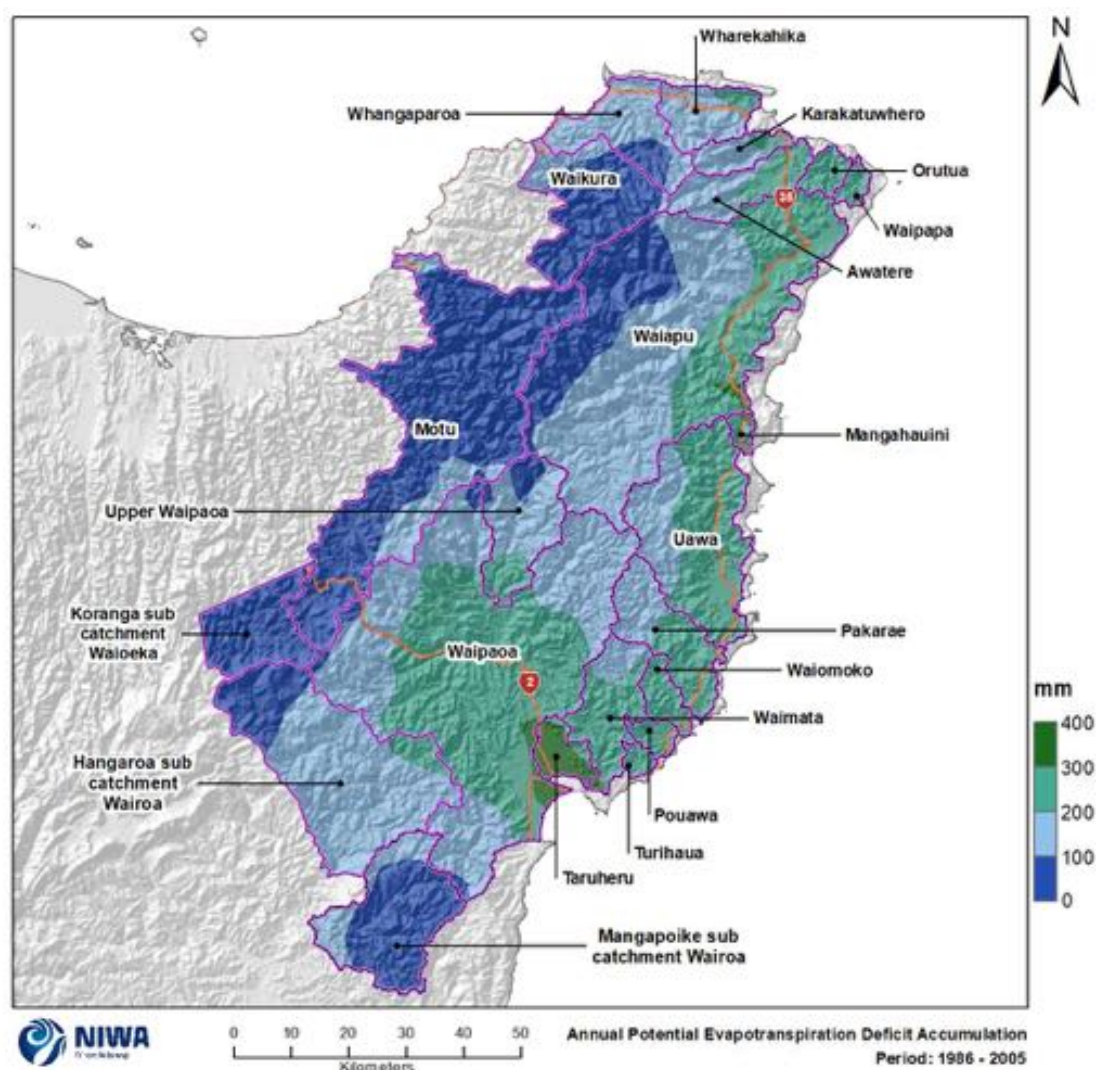 N
Wharekahika
Whangaparoa
Karakatuwhero
Waikura
Orutua
35
Waipapa
Awatere
Waiapu
Motu
Mangahauini
Upper Waipaoa
Uawa
Koranga sub
catchment
Waioeka
Pakarae
Waipaoa
Waiomoko
2
mm
Waimata
400
300
Hangaroa sub
catchment
Wairoa
200
Pouawa
100
Turihaua
0
Taruheru
Mangapoike sub
catchment Wairoa
NIWA
0 10 20 30 40 50
Kilometers
Annual Potential Evapotranspiration Deficit Accumulation
Period: 1986 - 2005